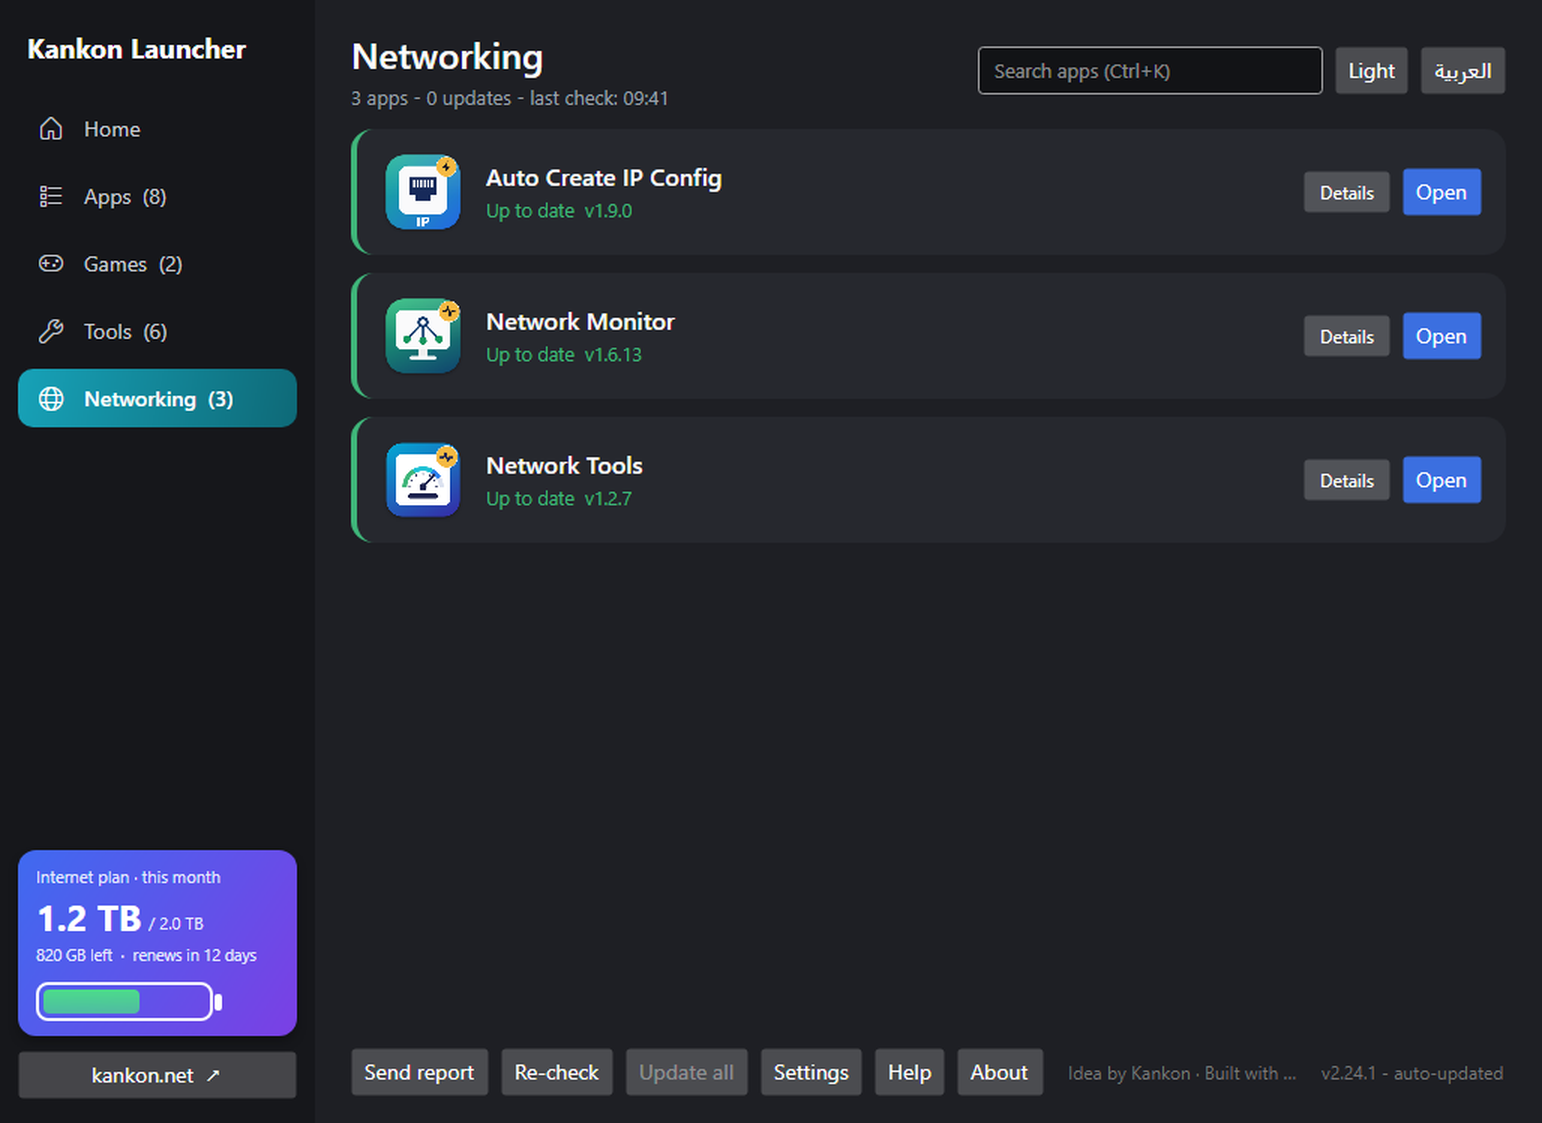 Kankon Launcher
Home
Apps (8)
Games (2)
Tools (6)
Networking (3)
Internet plan · this month
1.2 TB / 2.0 TB
820 GB left · renews in 12 days
kankon.net ↗
Networking
3 apps - 0 updates - last check: 09:41
Search apps (Ctrl+K)
Light
العربية
IP
Auto Create IP Config
Up to date v1.9.0
Details
Open
Network Monitor
Up to date v1.6.13
Details
Open
Network Tools
Up to date v1.2.7
Details
Open
Send report
Re-check
Update all
Settings
Help
About
Idea by Kankon · Built with ...
v2.24.1 - auto-updated